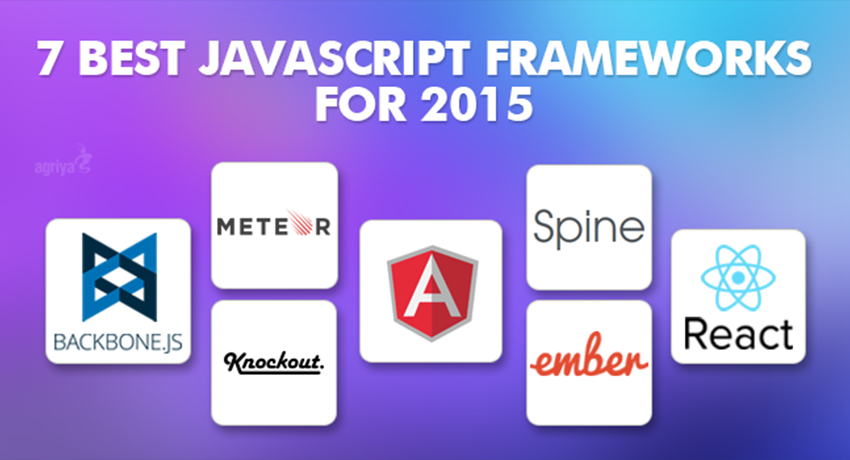 7 BEST JAVASCRIPT FRAMEWORKS
FOR 2015
agriya
METEOR
Spine
BACKBONE.JS
A
React
Knockout.
ember